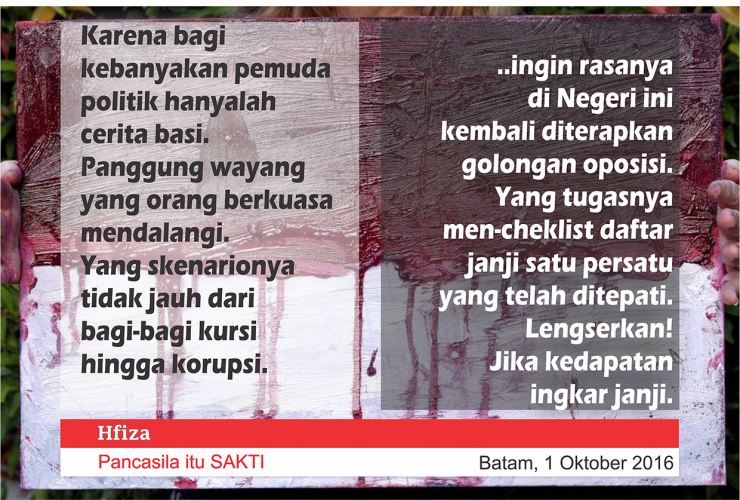 Karena bagi
kebanyakan pemuda
politik hanyalah
cerita basi.
Panggung wayang
yang orang berkuasa
mendalangi.
Yang skenarionya
tidak jauh dari
bagi-bagi kursi
hingga korupsi.
..ingin rasanya
di Negeri ini
kembali diterapkan
golongan oposisi.
Yang tugasnya
men-cheklist daftar
janji satu persatu
yang telah ditepati.
Lengserkan!
Jika kedapatan
ingkar janji.
Hfiza
Pancasila itu SAKTI
Batam, 1 Oktober 2016